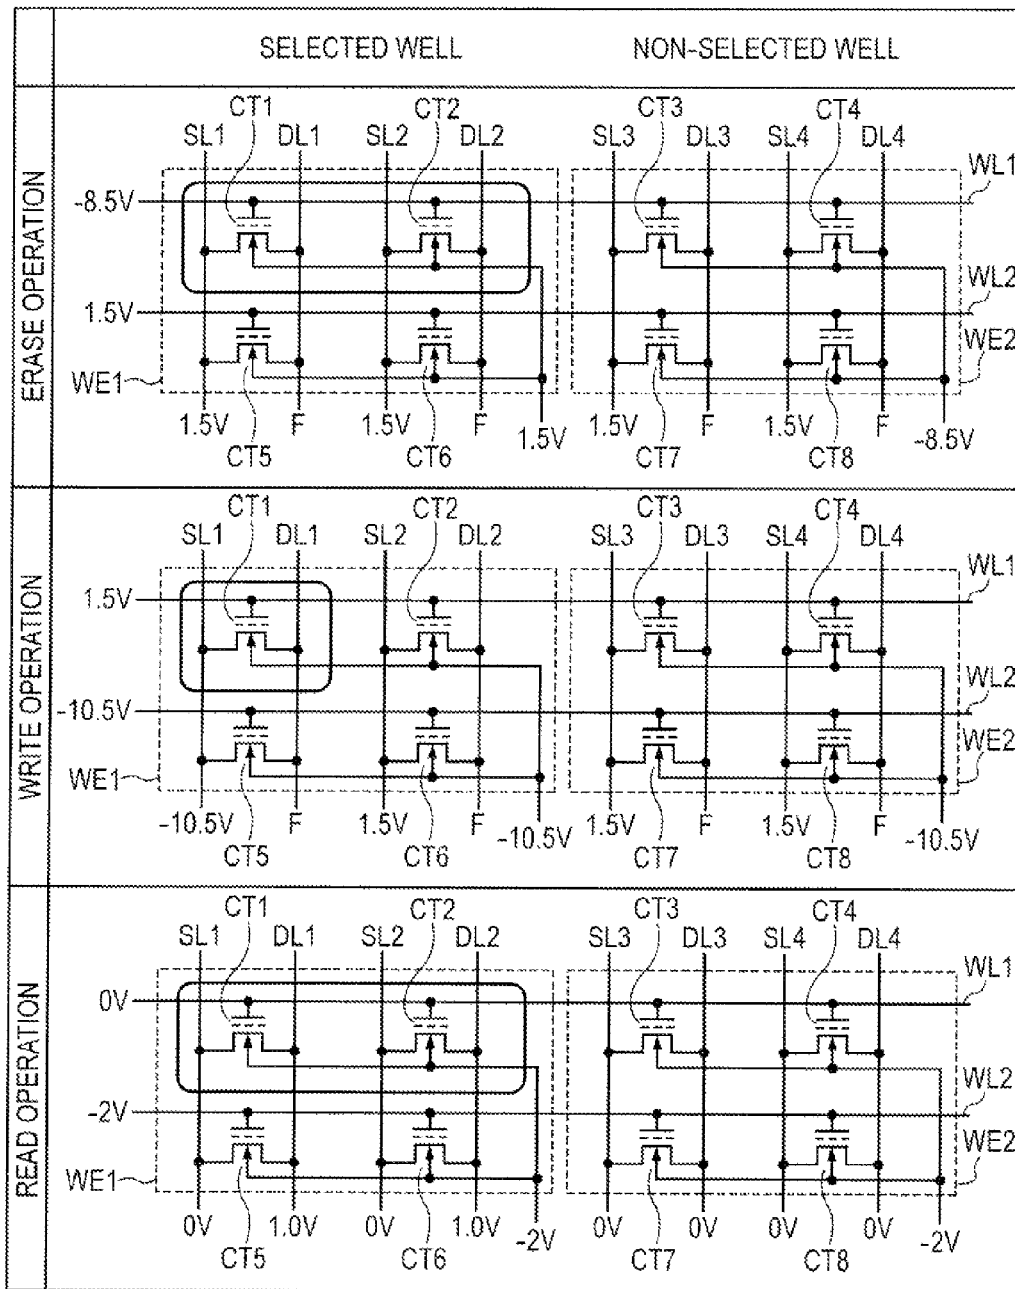 SELECTED WELL NON-SELECTED WELL
ERASE OPERATION
CT1 CT2 CT3 CT4
SL1 DL1 SL2 DL2 SL3 DL3 SL4 DL4
WL1
-8.5V
WL2
1.5V
WE2
WE1
1.5V F 1.5V F 1.5V 1.5V F 1.5V F -8.5V
CT5 CT6 CT7 CT8
WRITE OPERATION
CT1 CT2 CT3 CT4
SL1 DL1 SL2 DL2 SL3 DL3 SL4 DL4
WL1
1.5V
WL2
-10.5V
WE2
WE1
-10.5V F 1.5V F -10.5V 1.5V F 1.5V F -10.5V
CT5 CT6 CT7 CT8
READ OPERATION
CT1 CT2 CT3 CT4
SL1 DL1 SL2 DL2 SL3 DL3 SL4 DL4
WL1
0V
WL2
-2V
WE2
WE1
0V 1.0V 0V 1.0V -2V 0V 0V 0V 0V -2V
CT5 CT6 CT7 CT8